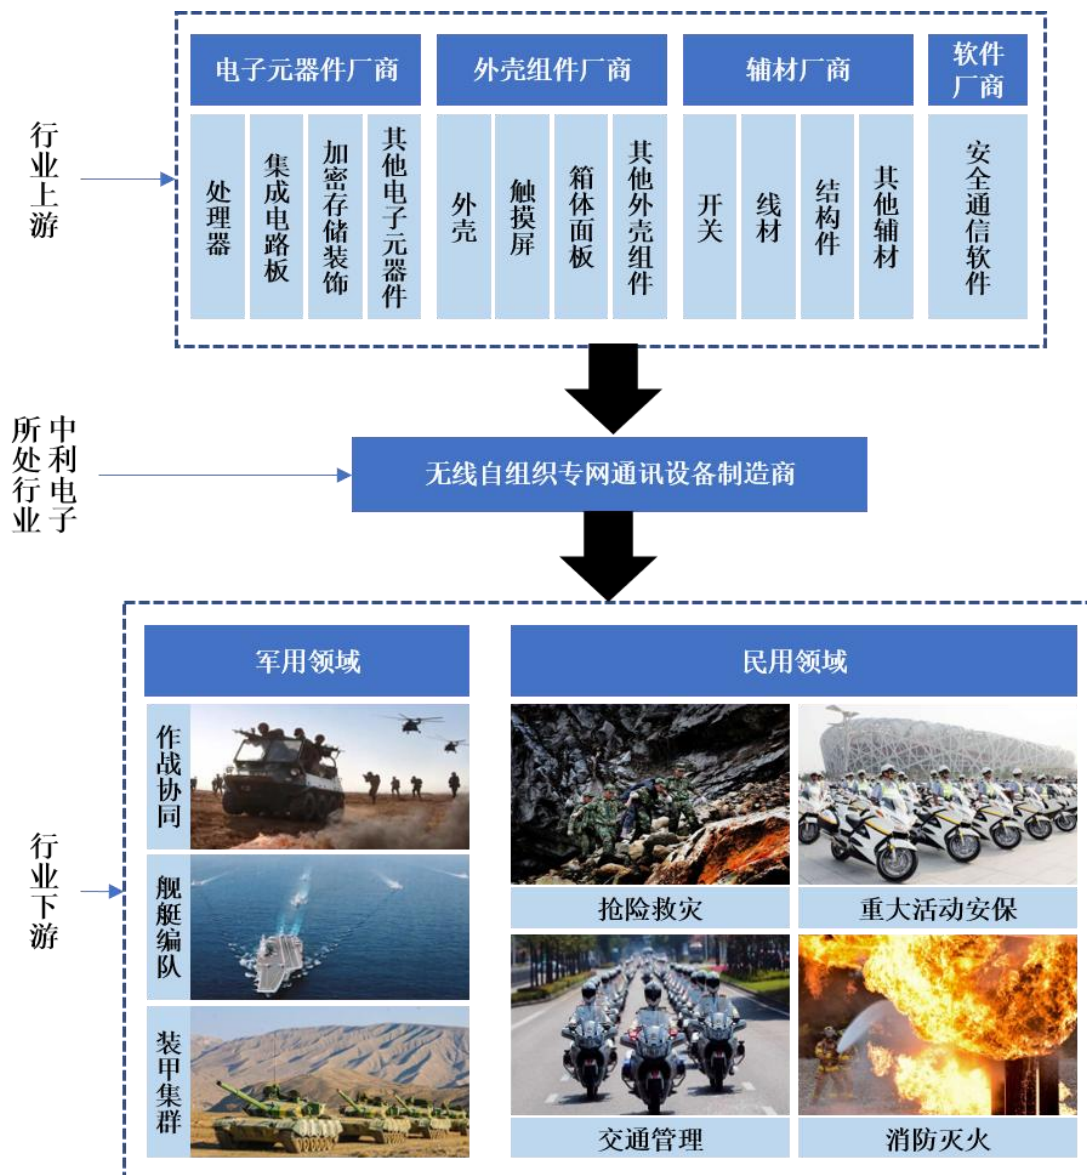 电子元器件厂商
外壳组件厂商
辅材厂商
软件
厂商
行业上游
处理器
集成电路板
加密存储装饰
其他电子元器件
外壳
触摸屏
箱体面板
其他外壳组件
开关
线材
结构件
其他辅材
安全通信软件
中利电子
所处行业
无线自组织专网通讯设备制造商
行业下游
军用领域
民用领域
作战协同
舰艇编队
装甲集群
抢险救灾
重大活动安保
交通管理
消防灭火